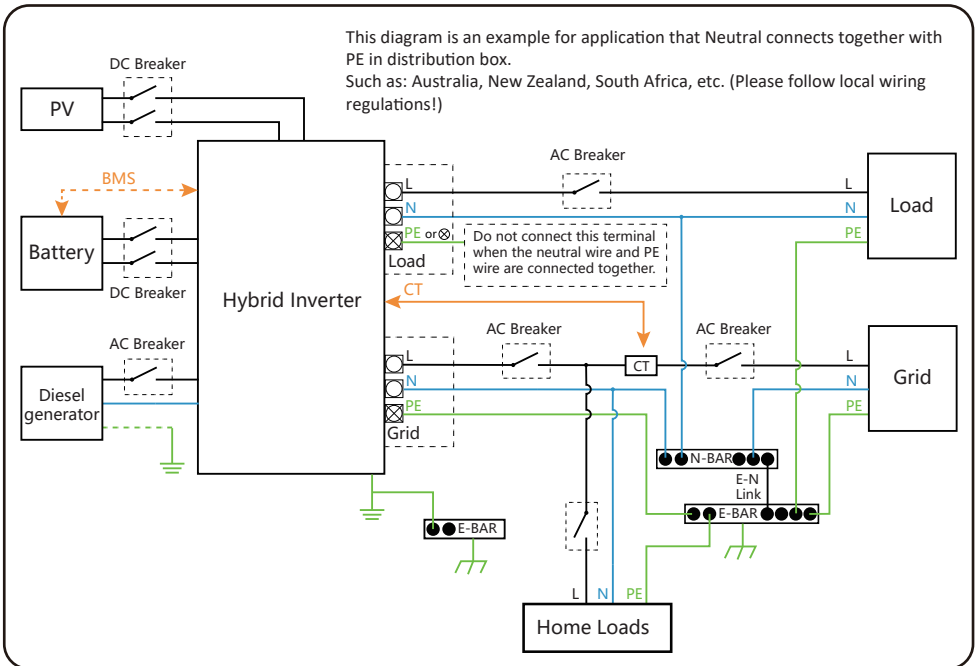 This diagram is an example for application that Neutral connects together with
PE in distribution box.
Such as: Australia, New Zealand, South Africa, etc. (Please follow local wiring
regulations!)
DC Breaker
PV
AC Breaker
BMS
L
L
N
N
Load
Battery
PE or⊗
PE
Do not connect this terminal
when the neutral wire and PE
wire are connected together.
Load
DC Breaker
Hybrid Inverter
CT
AC Breaker
AC Breaker
AC Breaker
L
CT
L
N
N
Grid
Diesel
generator
PE
PE
Grid
N-BAR
E-N
Link
E-BAR
E-BAR
L
N
PE
Home Loads